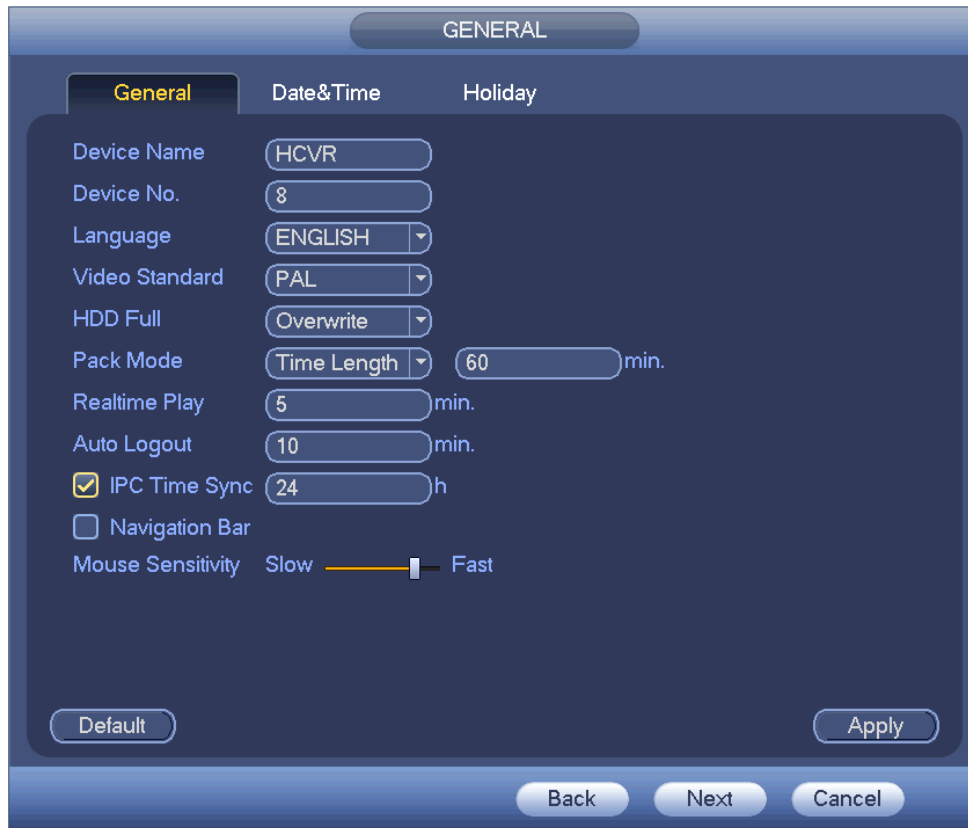 GENERAL
General Date&Time Holiday
Device Name HCVR
Device No. 8
Language ENGLISH
Video Standard PAL
HDD Full Overwrite
Pack Mode Time Length 60 min.
Realtime Play 5 min.
Auto Logout 10 min.
IPC Time Sync 24 h
Navigation Bar
Mouse Sensitivity Slow Fast
Default Apply
Back Next Cancel